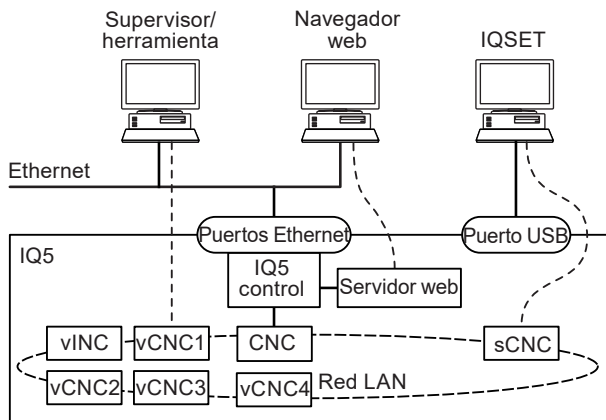 Supervisor/
herramienta
Navegador
web
IQSET
Ethernet
Puertos Ethernet
Puerto USB
IQ5
IQ5
control
Servidor web
vINC
vCNC1
CNC
sCNC
vCNC2
vCNC3
vCNC4
Red LAN